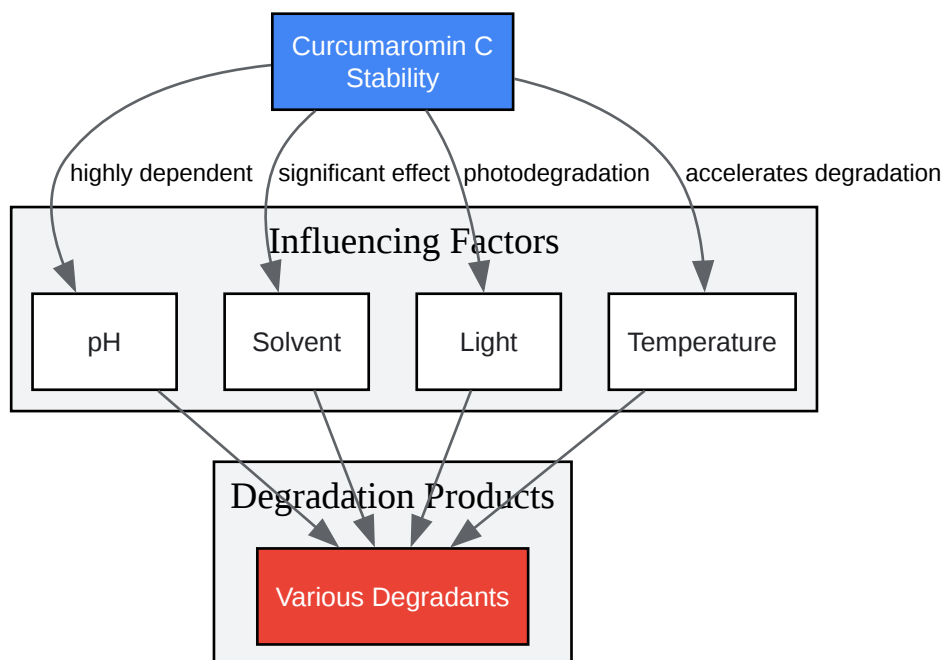 Curcumaromin C
Stability
highly dependent
significant effect
photodegradation
accelerates degradation
Influencing Factors
pH
Solvent
Light
Temperature
Degradation Products
Various Degradants